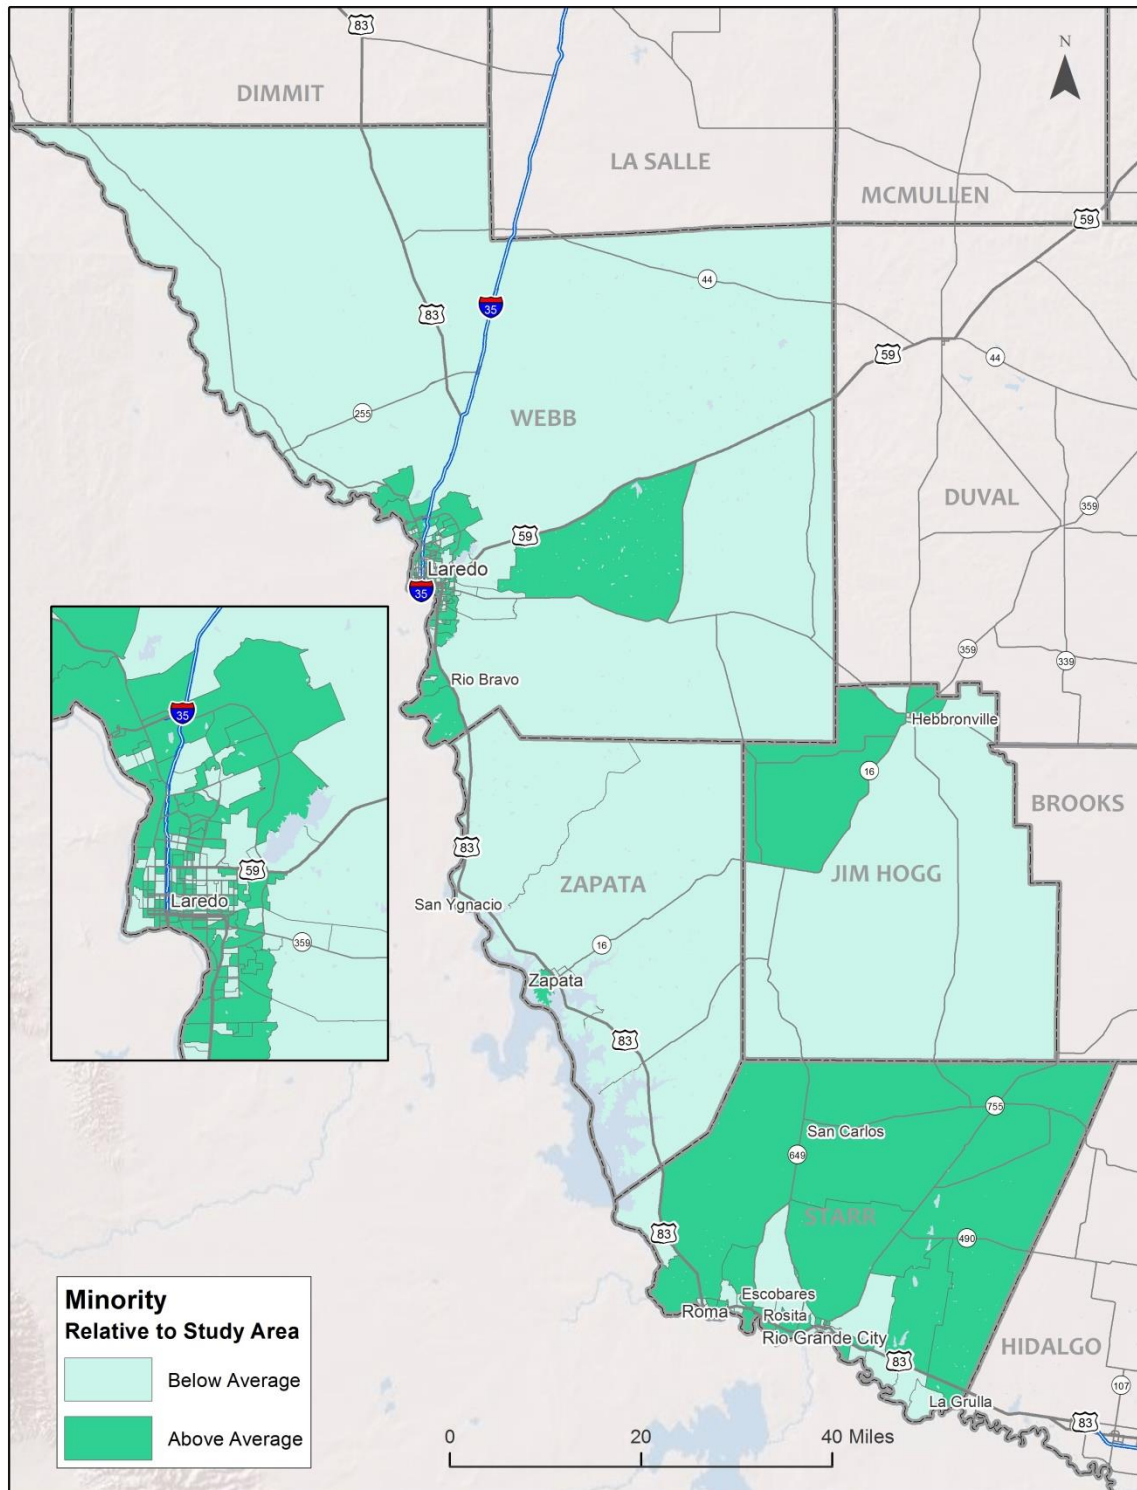 83
N
DIMMIT
LA SALLE
MCMULLEN
59
44
83
35
59
44
255
WEBB
DUVAL
359
59
Laredo
35
35
359
339
Rio Bravo
Hebbronville
16
BROOKS
83
59
ZAPATA
JIM HOGG
Laredo
San Ygnacio
359
16
Zapata
83
755
San Carlos
649
STARR
83
490
Minority
Relative to Study Area
Below Average
Above Average
Escobares
Roma
Rosita
Rio Grande City
HIDALGO
83
107
La Grulla
83
0
20
40 Miles